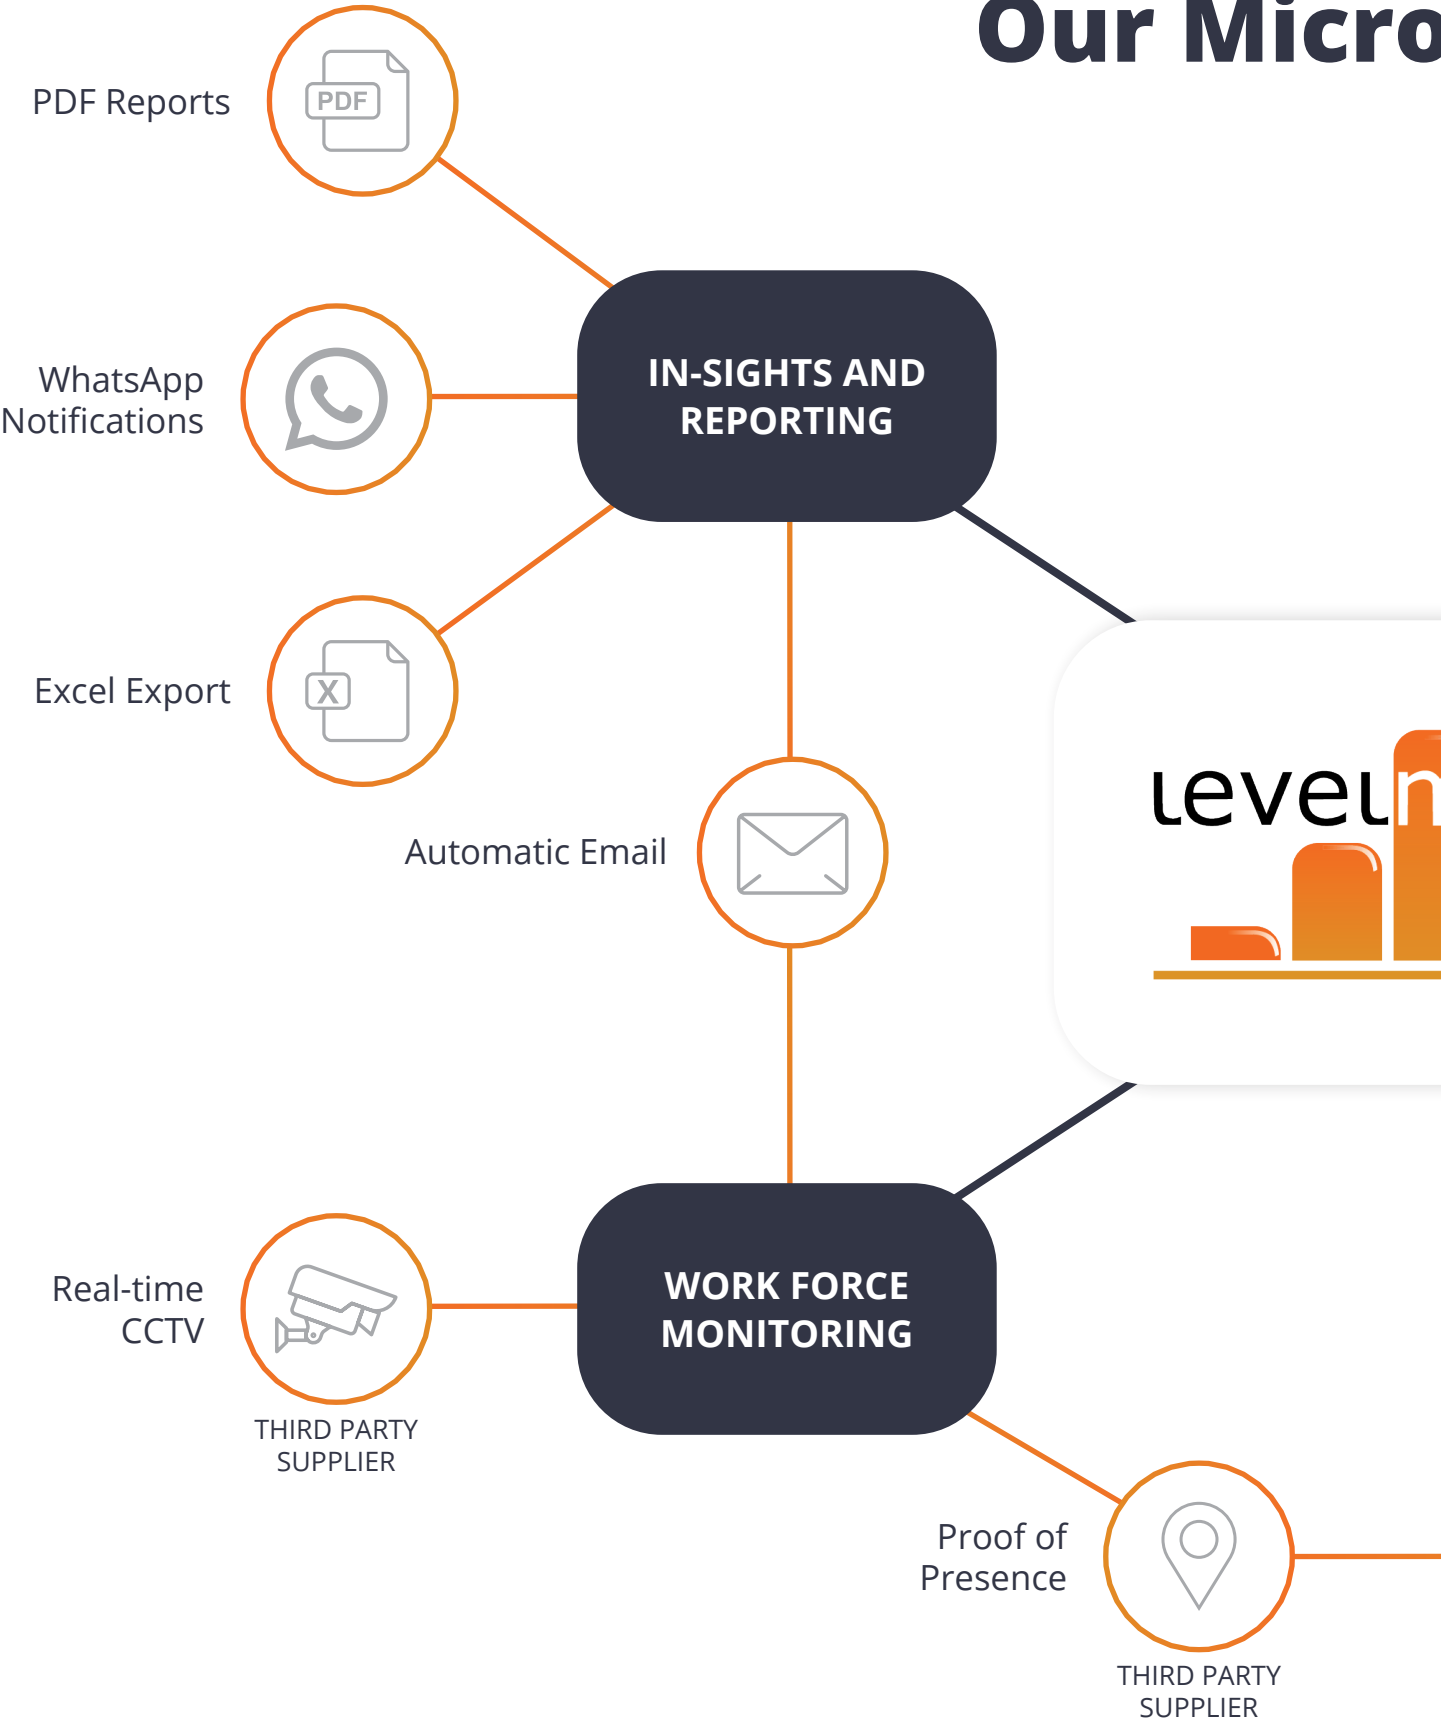 Our Micro
PDF Reports
PDF
IN-SIGHTS AND
REPORTING
WhatsApp
Notifications
Excel Export
X
Automatic Email
level
WORK FORCE
MONITORING
Real-time
CCTV
THIRD PARTY
SUPPLIER
Proof of
Presence
THIRD PARTY
SUPPLIER